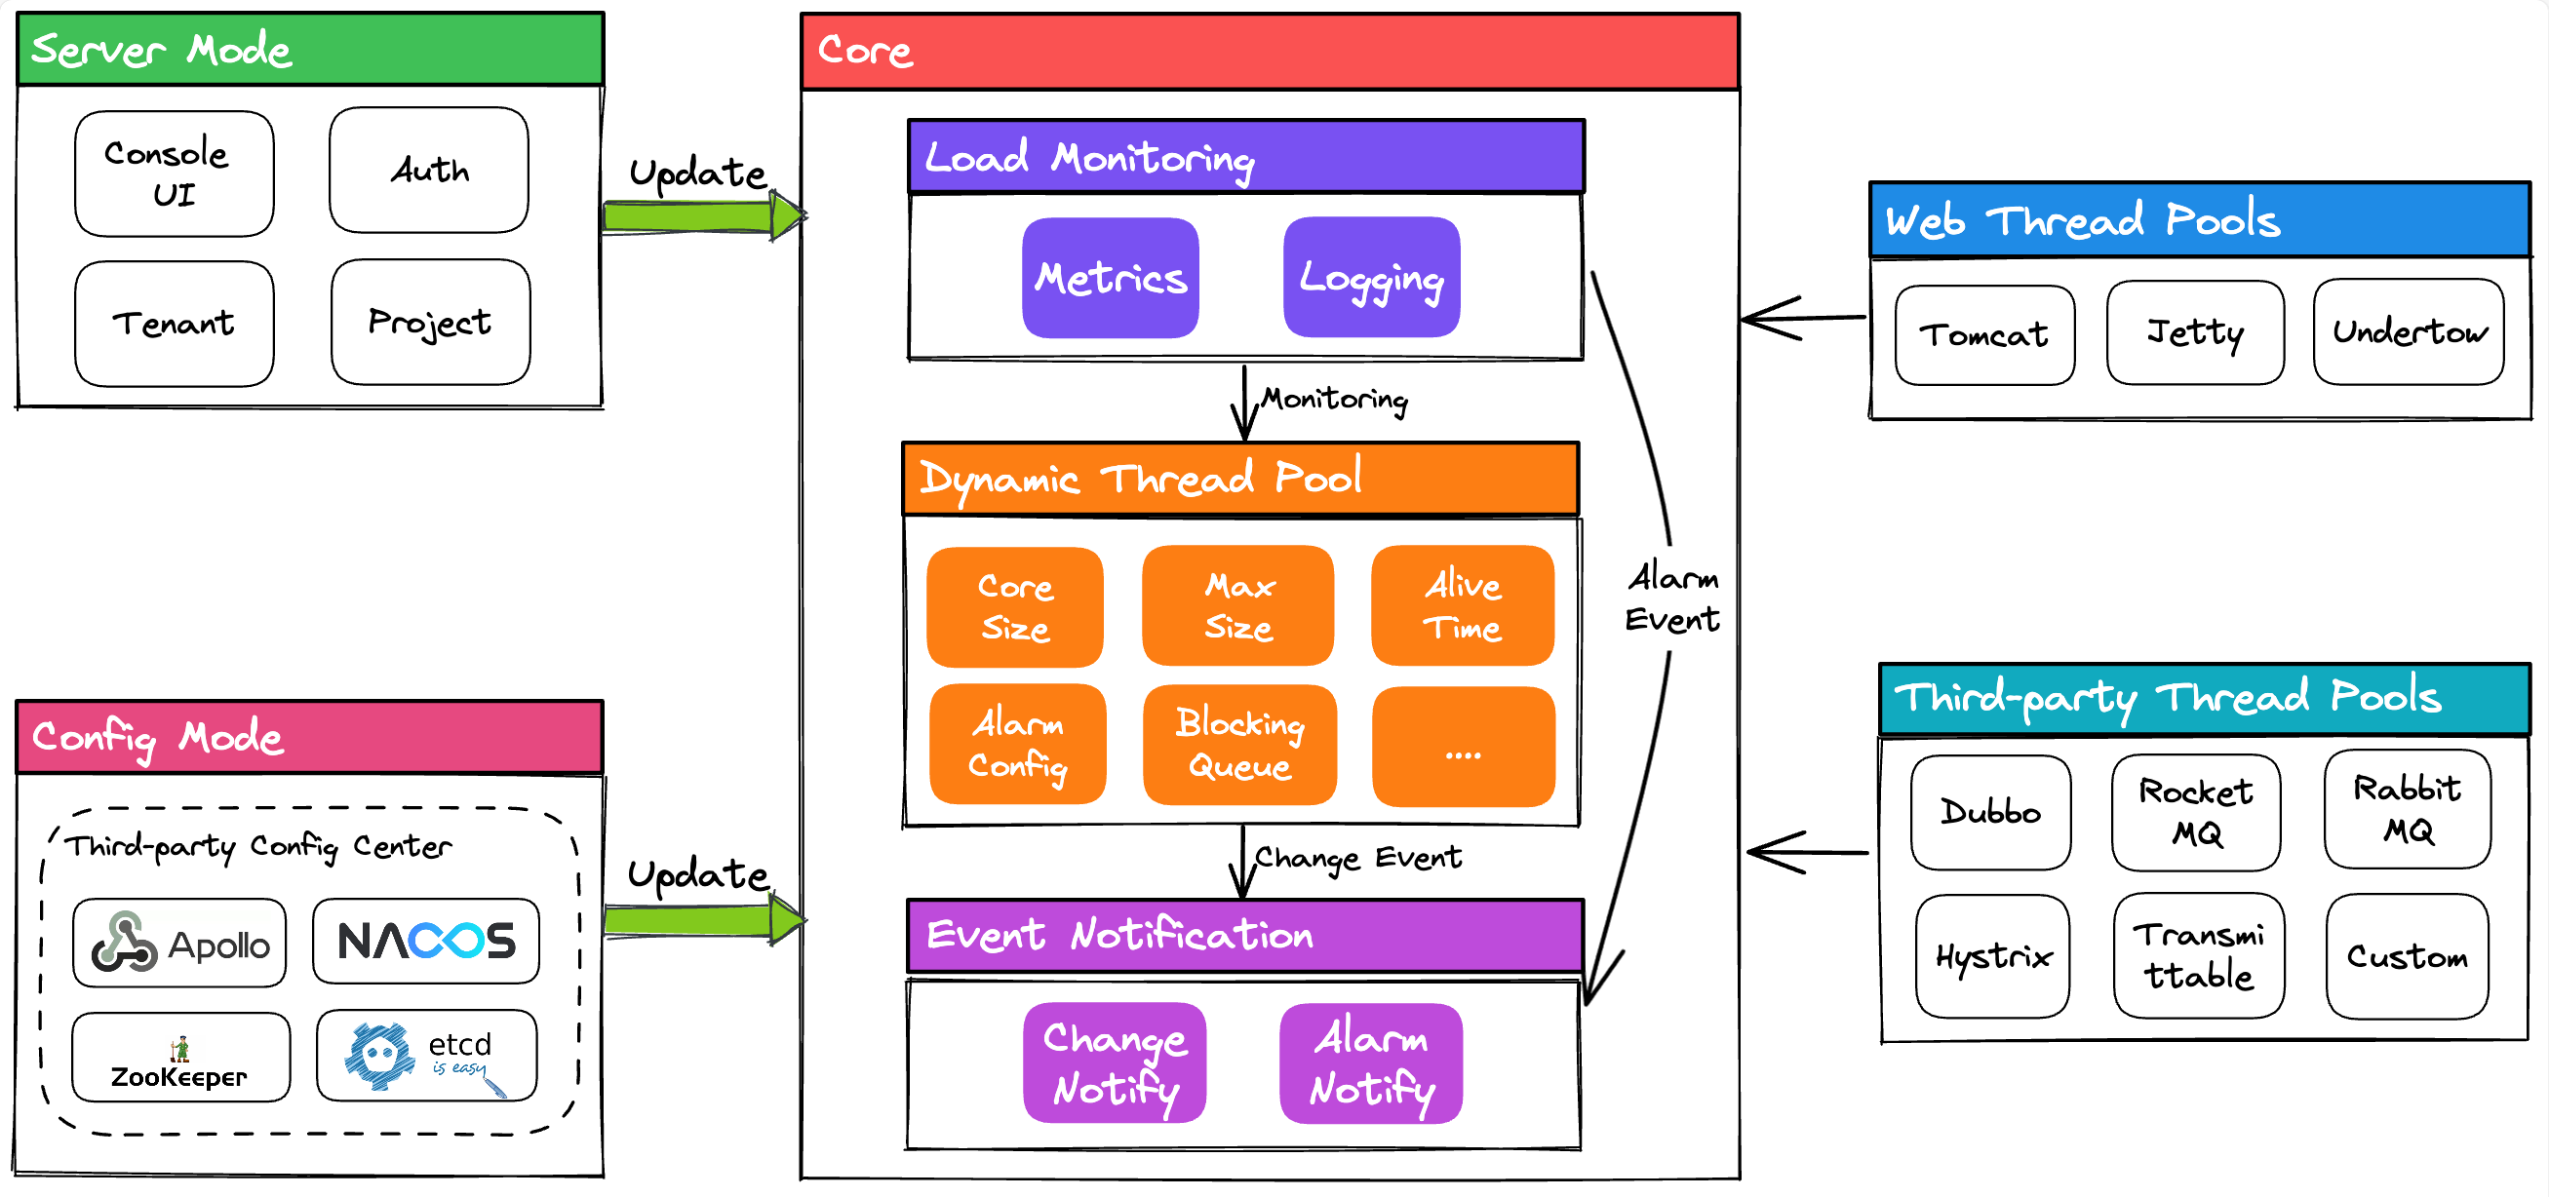 Server Mode
Console
UI
Auth
Tenant
Project
Update
Config Mode
Third-party Config Center
Apollo
NACOS
ZooKeeper
etcd
is easy
Update
Core
Load Monitoring
Metrics
Logging
Monitoring
Dynamic Thread Pool
Core
Size
Max
Size
Alive
Time
Alarm
Config
Blocking
Queue
....
Change Event
Alarm
Event
Event Notification
Change
Notify
Alarm
Notify
Web Thread Pools
Tomcat
Jetty
Undertow
Third-party Thread Pools
Dubbo
Rocket
MQ
Rabbit
MQ
Hystrix
Transmi
ttable
Custom